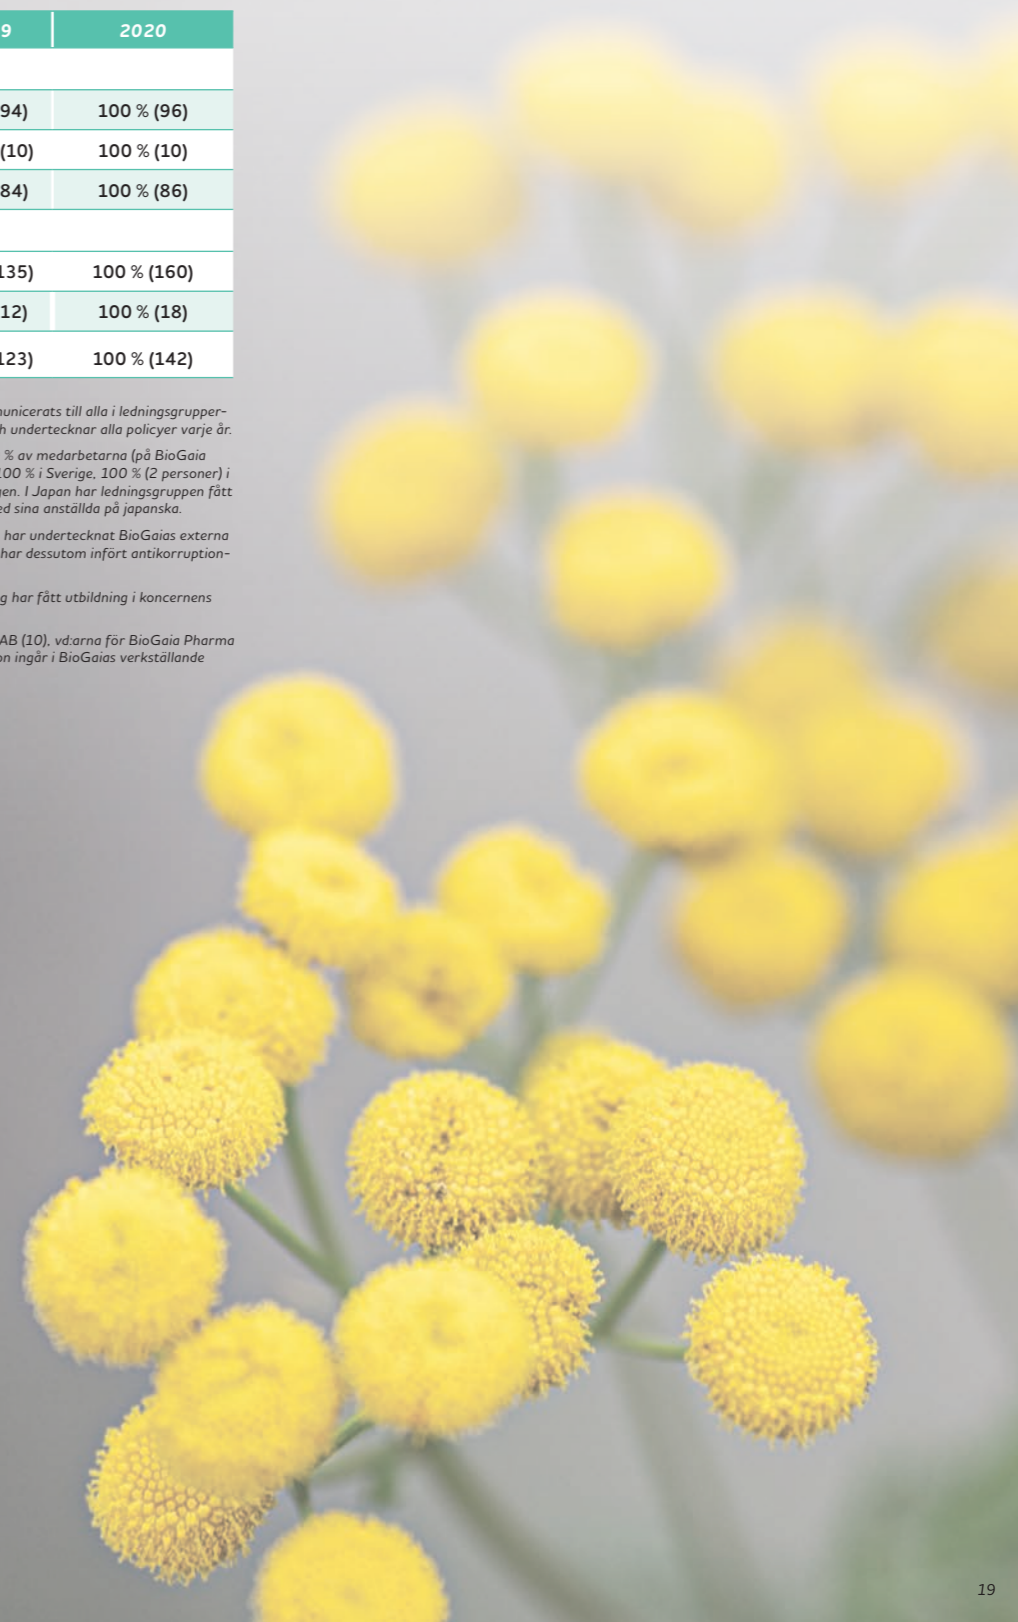 9 2020
94) 100 % (96)
(10) 100 % (10)
84) 100 % (86)
135) 100 % (160)
12) 100 % (18)
123) 100 % (142)
unicerats till alla i ledningsgrupper-
h undertecknar alla policyer varje år.
% av medarbetarna (på BioGaia
100 % i Sverige, 100 % (2 personer) i
gen. I Japan har ledningsgruppen fått
ed sina anställda på japanska.
har undertecknat BioGaias externa
har dessutom infört antikorruption-
g har fått utbildning i koncernens
AB (10), vd:arna för BioGaia Pharma
on ingår i BioGaias verkställande
19